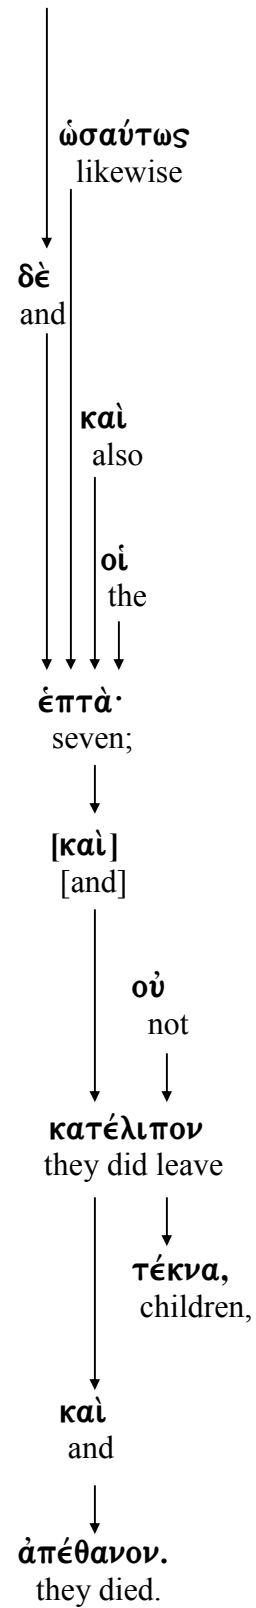 ὡσαύτως
likewise
δὲ
and
καὶ
also
οἱ
the
ἑπτὰ·
seven;
[καὶ]
[and]
οὐ
not
κατέλιπον
they did leave
τέκνα,
children,
καὶ
and
ἀπέθανον.
they died.